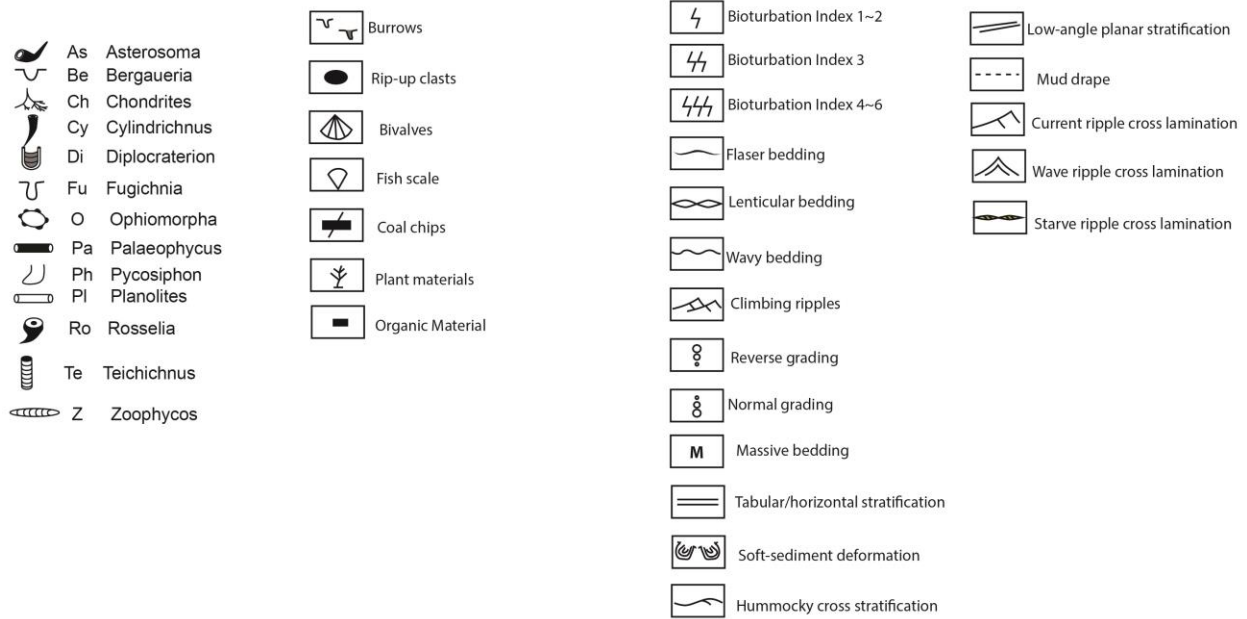 As Asterosoma
Be Bergaueria
Ch Chondrites
Cy Cylindrichnus
Di Diplocraterion
Fu Fugichnia
O Ophiomorpha
Pa Palaeophycus
Ph Pycosiphon
Pl Planolites
Ro Rosselia
Te Teichichnus
Z Zoophycos
Burrows
Rip-up clasts
Bivalves
Fish scale
Coal chips
Plant materials
Organic Material
Bioturbation Index 1~2
Bioturbation Index 3
Bioturbation Index 4~6
Flaser bedding
Lenticular bedding
Wavy bedding
Climbing ripples
Reverse grading
Normal grading
M Massive bedding
Tabular/horizontal stratification
Soft-sediment deformation
Hummocky cross stratification
Low-angle planar stratification
Mud drape
Current ripple cross lamination
Wave ripple cross lamination
Starve ripple cross lamination